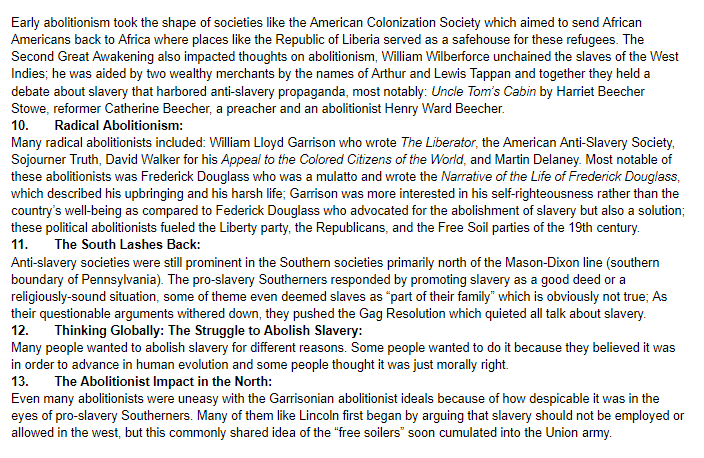 Early abolitionism took the shape of societies like the American Colonization Society which aimed to send African
Americans back to Africa where places like the Republic of Liberia served as a safehouse for these refugees. The
Second Great Awakening also impacted thoughts on abolitionism, William Wilberforce unchained the slaves of the West
Indies; he was aided by two wealthy merchants by the names of Arthur and Lewis Tappan and together they held a
debate about slavery that harbored anti-slavery propaganda, most notably: Uncle Tom's Cabin by Harriet Beecher
Stowe, reformer Catherine Beecher, a preacher and an abolitionist Henry Ward Beecher.
10. Radical Abolitionism:
Many radical abolitionists included: William Lloyd Garrison who wrote The Liberator, the American Anti-Slavery Society,
Sojourner Truth, David Walker for his Appeal to the Colored Citizens of the World, and Martin Delaney. Most notable of
these abolitionists was Frederick Douglass who was a mulatto and wrote the Narrative of the Life of Frederick Douglass,
which described his upbringing and his harsh life; Garrison was more interested in his self-righteousness rather than the
country's well-being as compared to Federick Douglass who advocated for the abolishment of slavery but also a solution;
these political abolitionists fueled the Liberty party, the Republicans, and the Free Soil parties of the 19th century.
11. The South Lashes Back:
Anti-slavery societies were still prominent in the Southern societies primarily north of the Mason-Dixon line (southern
boundary of Pennsylvania). The pro-slavery Southerners responded by promoting slavery as a good deed or a
religiously-sound situation, some of theme even deemed slaves as "part of their family" which is obviously not true; As
their questionable arguments withered down, they pushed the Gag Resolution which quieted all talk about slavery.
12. Thinking Globally: The Struggle to Abolish Slavery:
Many people wanted to abolish slavery for different reasons. Some people wanted to do it because they believed it was
in order to advance in human evolution and some people thought it was just morally right.
13. The Abolitionist Impact in the North:
Even many abolitionists were uneasy with the Garrisonian abolitionist ideals because of how despicable it was in the
eyes of pro-slavery Southerners. Many of them like Lincoln first began by arguing that slavery should not be employed or
allowed in the west, but this commonly shared idea of the "free soilers" soon cumulated into the Union army.